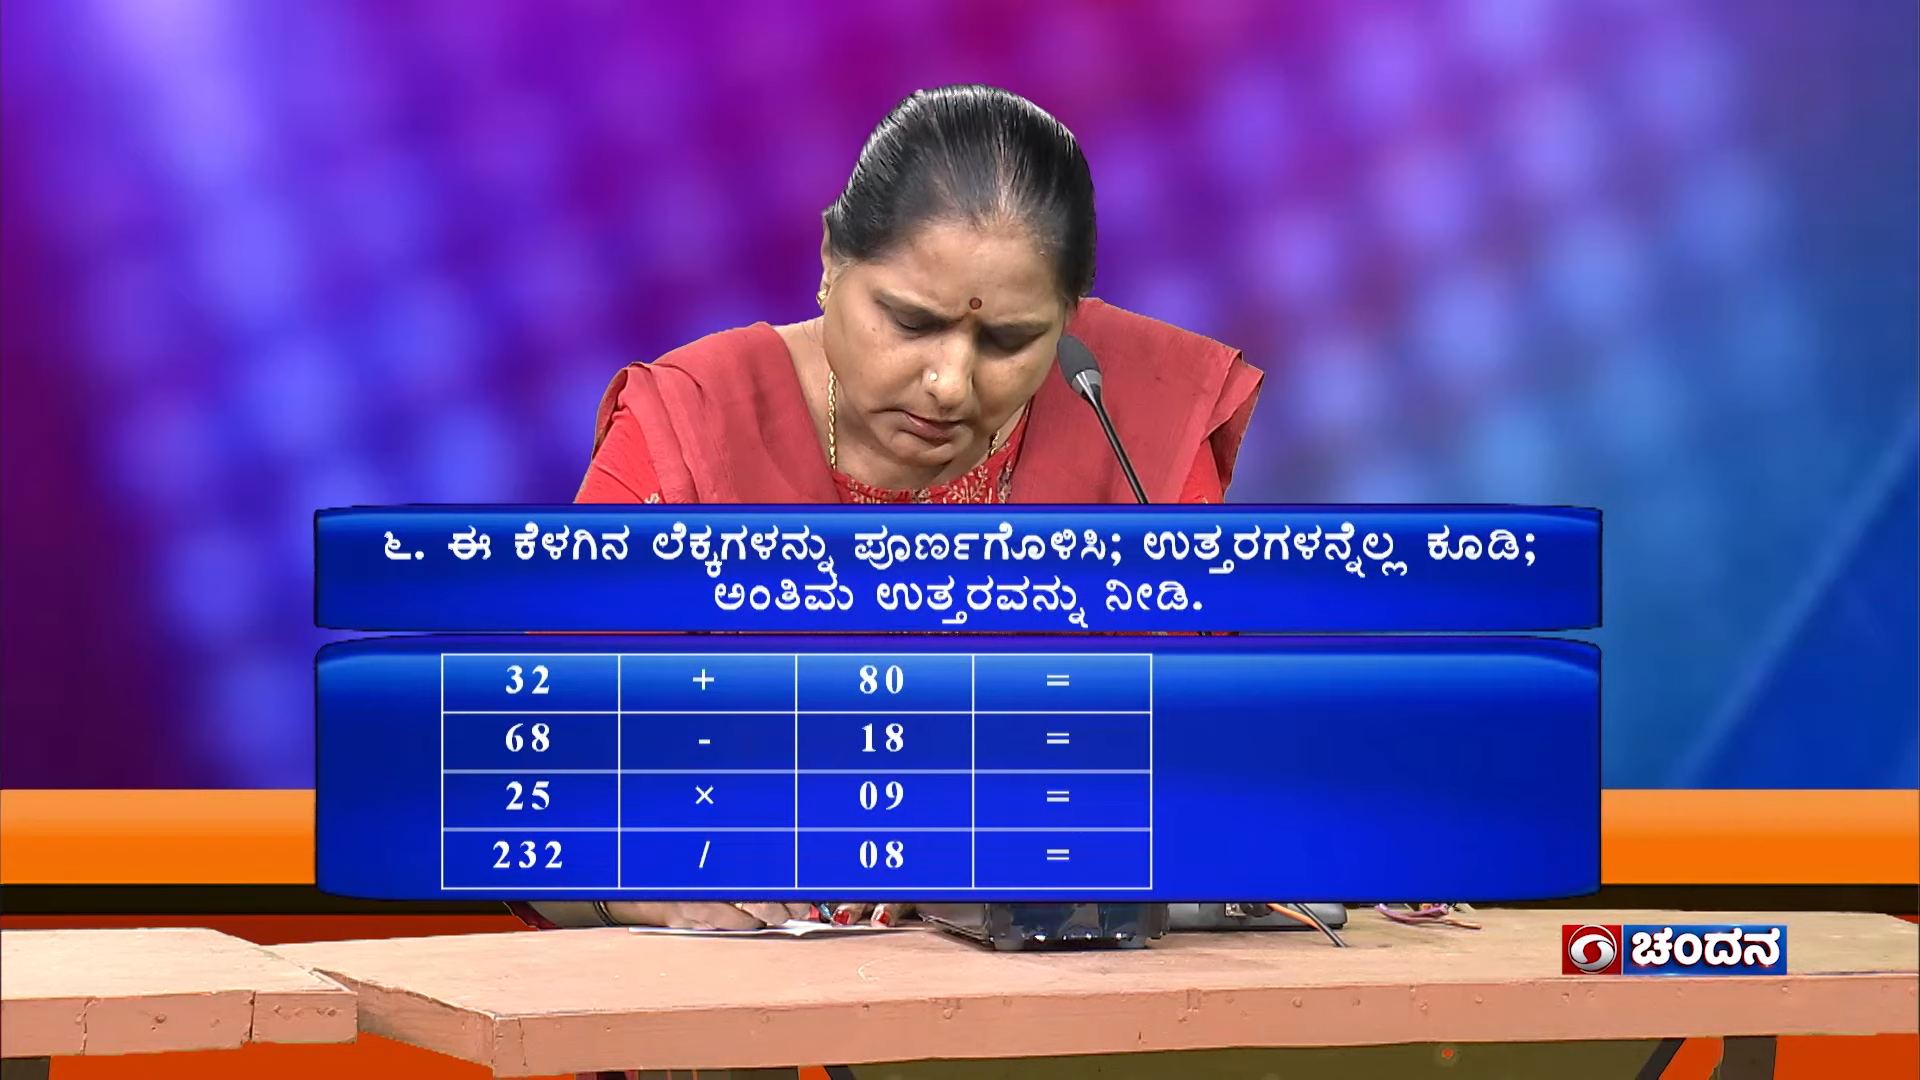 ೬. ಈ ಕೆಳಗಿನ ಲೆಕ್ಕಗಳನ್ನು ಪೂರ್ಣಗೊಳಿಸಿ; ಉತ್ತರಗಳನ್ನೆಲ್ಲ ಕೂಡಿ;
ಅಂತಿಮ ಉತ್ತರವನ್ನು ನೀಡಿ.
32 + 80 =
68 - 18 =
25 × 09 =
232 / 08 =
ಚಂದನ